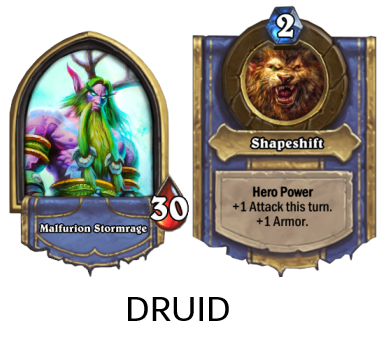 2
Shapeshift
30
Malfurion Stormrage
Hero Power
+1 Attack this turn.
+1 Armor.
DRUID